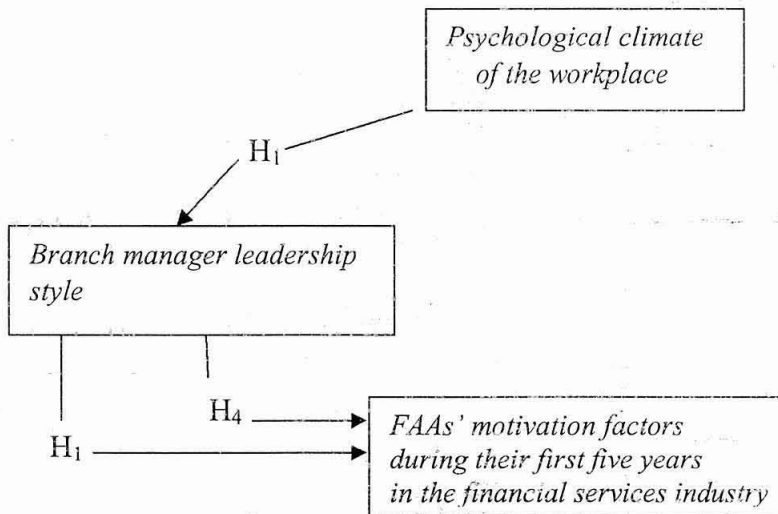 Psychological climate
of the workplace
H₁
Branch manager leadership
style
H₄
H₁
FAAs' motivation factors
during their first five years
in the financial services industry